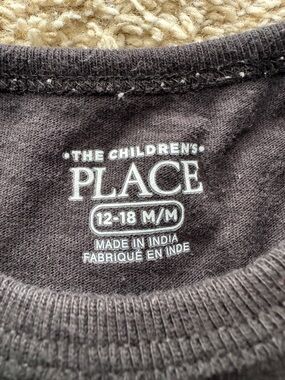 •THE CHILDREN'S•
PLACE
12-18 M/M
MADE IN INDIA
FABRIQUÉ EN INDE